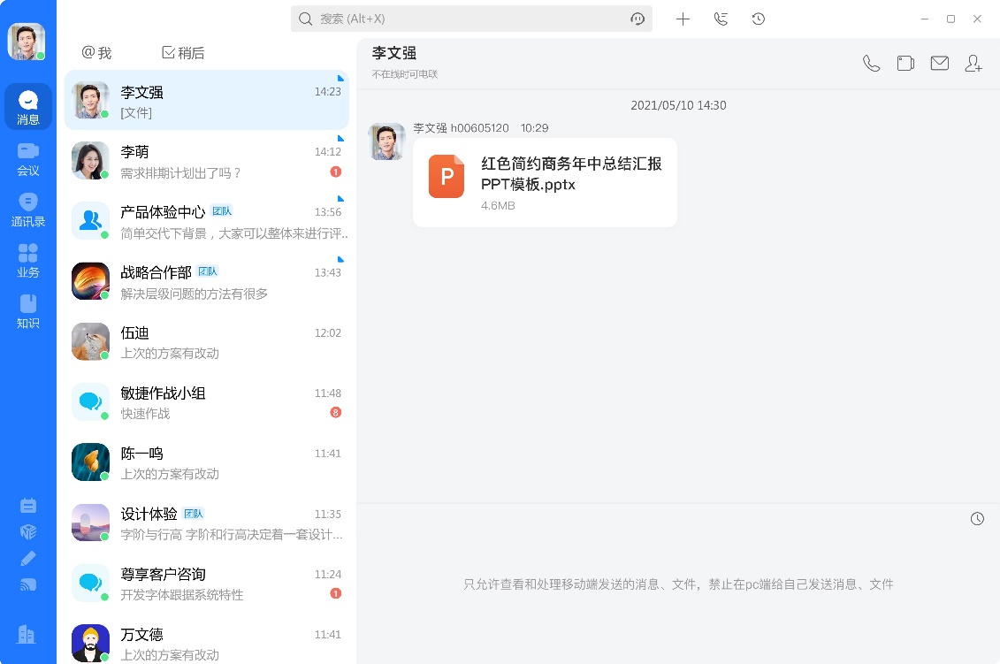 搜索 (Alt+X)
消息
会议
通讯录
业务
知识
@我
稍后
李文强
14:23
[文件]
李萌
14:12
需求排期计划出了吗？
1
产品体验中心 团队
13:56
简单交代下背景，大家可以整体来进行评..
战略合作部 团队
13:43
解决层级问题的方法有很多
伍迪
12:02
上次的方案有改动
敏捷作战小组
11:48
快速作战
8
陈一鸣
11:41
上次的方案有改动
设计体验 团队
11:35
字阶与行高 字阶和行高决定着一套设计...
尊享客户咨询
11:24
开发字体跟据系统特性
1
万文德
11:41
上次的方案有改动
李文强
不在线时可电联
2021/05/10 14:30
李文强 h00605120 10:29
P
红色简约商务年中总结汇报
PPT模板.pptx
4.6MB
只允许查看和处理移动端发送的消息、文件，禁止在pc端给自己发送消息、文件